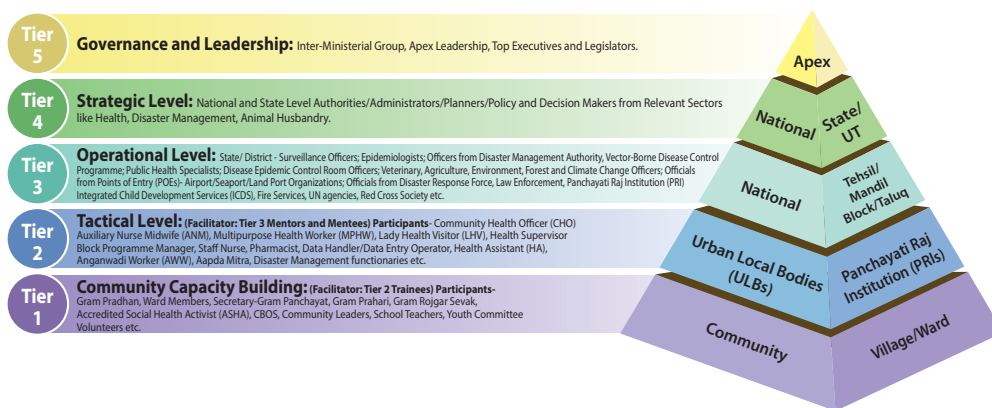 Tier
5
Governance and Leadership: Inter-Ministerial Group, Apex Leadership, Top Executives and Legislators.
Tier
4
Strategic Level: National and State Level Authorities/Administrators/Planners/Policy and Decision Makers from Relevant Sectors
like Health, Disaster Management, Animal Husbandry.
Tier
3
Operational Level: State/ District - Surveillance Officers; Epidemiologists; Officers from Disaster Management Authority, Vector-Borne Disease Control
Programme; Public Health Specialists; Disease Epidemic Control Room Officers; Veterinary, Agriculture, Environment, Forest and Climate Change Officers; Officials
from Points of Entry (POEs)- Airport/Seaport/Land Port Organizations; Officials from Disaster Response Force, Law Enforcement, Panchayati Raj Institution (PRI)
Integrated Child Development Services (ICDS), Fire Services, UN agencies, Red Cross Society etc.
Tier
2
Tactical Level: (Facilitator: Tier 3 Mentors and Mentees) Participants- Community Health Officer (CHO)
Auxiliary Nurse Midwife (ANM), Multipurpose Health Worker (MPHW), Lady Health Visitor (LHV), Health Supervisor
Block Programme Manager, Staff Nurse, Pharmacist, Data Handler/Data Entry Operator, Health Assistant (HA),
Anganwadi Worker (AWW), Aapda Mitra, Disaster Management functionaries etc.
Tier
1
Community Capacity Building: (Facilitator: Tier 2 Trainees) Participants-
Gram Pradhan, Ward Members, Secretary-Gram Panchayat, Gram Prahari, Gram Rojgar Sevak,
Accredited Social Health Activist (ASHA), CBOS, Community Leaders, School Teachers, Youth Committee
Volunteers etc.
Apex
National
State/
UT
National
Tehsil/
Mandil
Block/Taluq
Urban Local Bodies
(ULBs)
Panchayati Raj
Institution (PRIs)
Community
Village/Ward